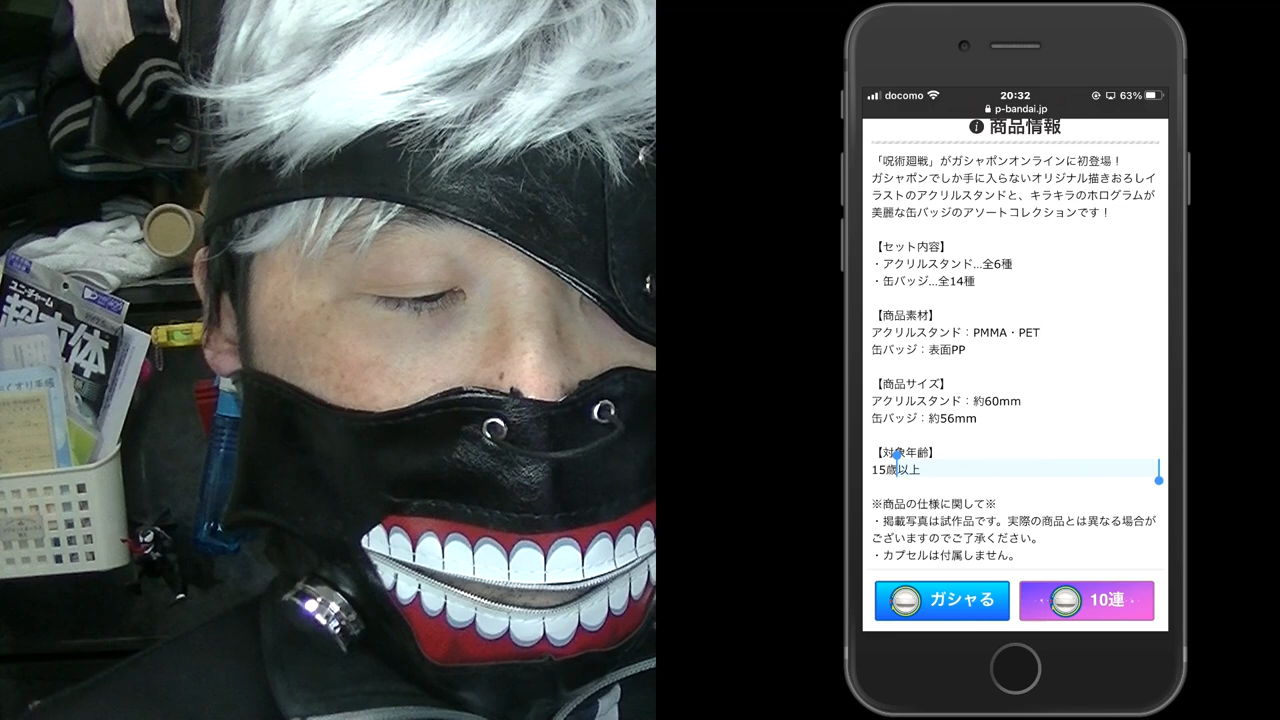 ユニ・チャーム
超立体
docomo
20:32
63%
p-bandai.jp
商品情報
「呪術廻戦」がガシャポンオンラインに初登場！
ガシャポンでしか手に入らないオリジナル描きおろしイ
ラストのアクリルスタンドと、キラキラのホログラムが
美麗な缶バッジのアソートコレクションです！
【セット内容】
・アクリルスタンド…全6種
・缶バッジ…全14種
【商品素材】
アクリルスタンド：PMMA・PET
缶バッジ：表面PP
【商品サイズ】
アクリルスタンド：約60mm
缶バッジ：約56mm
【対象年齢】
15歳以上
※商品の仕様に関して※
・掲載写真は試作品です。実際の商品とは異なる場合が
ございますのでご了承ください。
・カプセルは付属しません。
ガシャる
10連